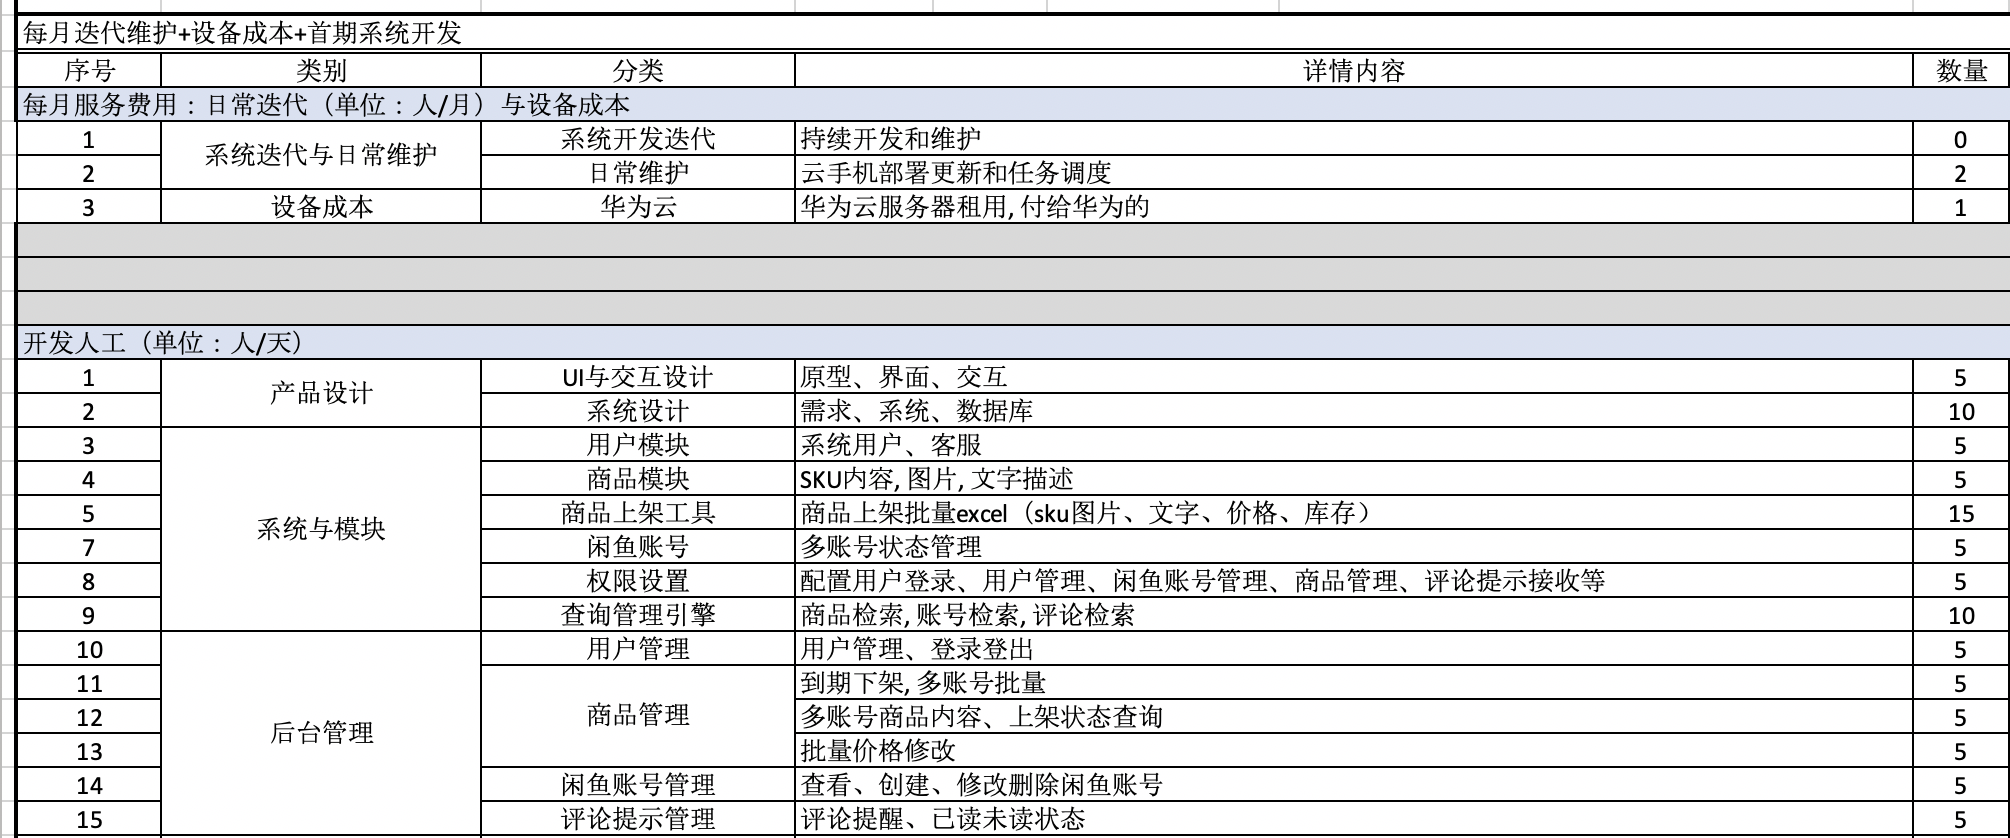 每月迭代维护+设备成本+首期系统开发
序号 类别 分类 详情内容 数量
每月服务费用：日常迭代（单位：人/月）与设备成本
1 系统迭代与日常维护 系统开发迭代 持续开发和维护 0
2 日常维护 云手机部署更新和任务调度 2
3 设备成本 华为云 华为云服务器租用, 付给华为的 1
开发人工（单位：人/天）
1 产品设计 UI与交互设计 原型、界面、交互 5
2 系统设计 需求、系统、数据库 10
3 系统与模块 用户模块 系统用户、客服 5
4 商品模块 SKU内容, 图片, 文字描述 5
5 商品上架工具 商品上架批量excel（sku图片、文字、价格、库存） 15
7 闲鱼账号 多账号状态管理 5
8 权限设置 配置用户登录、用户管理、闲鱼账号管理、商品管理、评论提示接收等 5
9 查询管理引擎 商品检索, 账号检索, 评论检索 10
10 后台管理 用户管理 用户管理、登录登出 5
11 商品管理 到期下架, 多账号批量 5
12 多账号商品内容、上架状态查询 5
13 批量价格修改 5
14 闲鱼账号管理 查看、创建、修改删除闲鱼账号 5
15 评论提示管理 评论提醒、已读未读状态 5